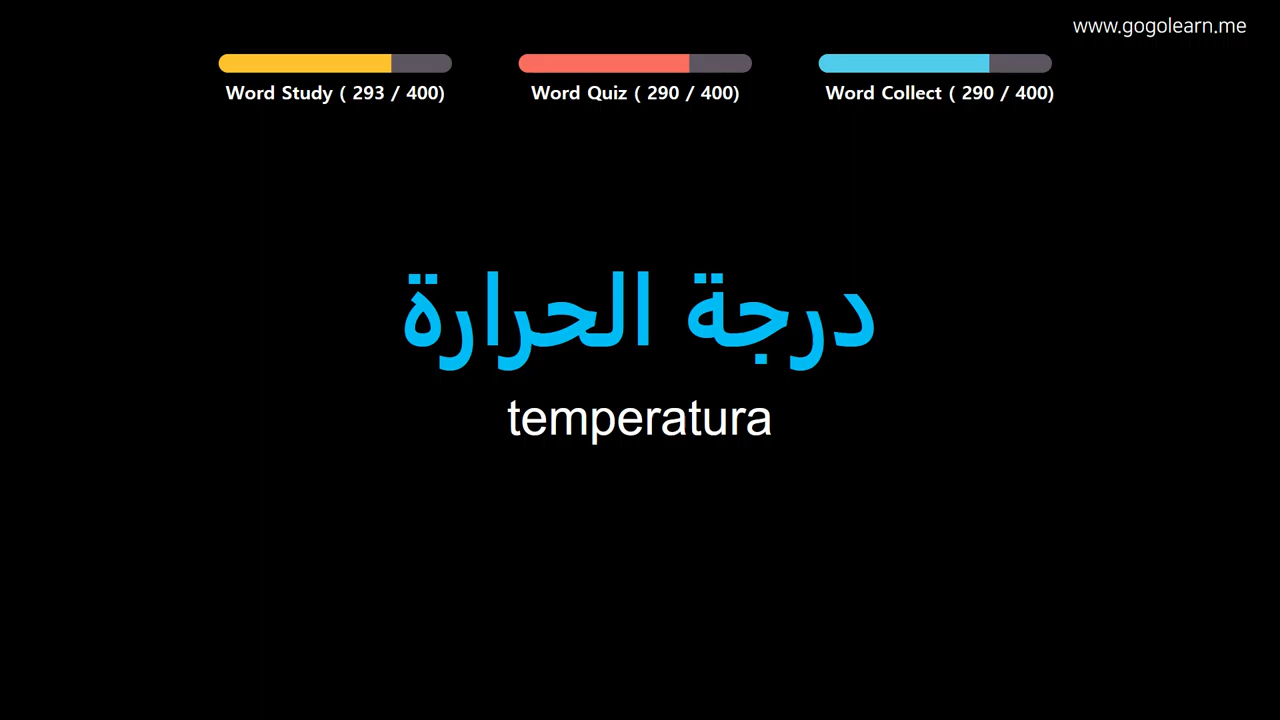 www.gogolearn.me
Word Study ( 293 / 400)
Word Quiz ( 290 / 400)
Word Collect ( 290 / 400)
درجة الحرارة
temperatura